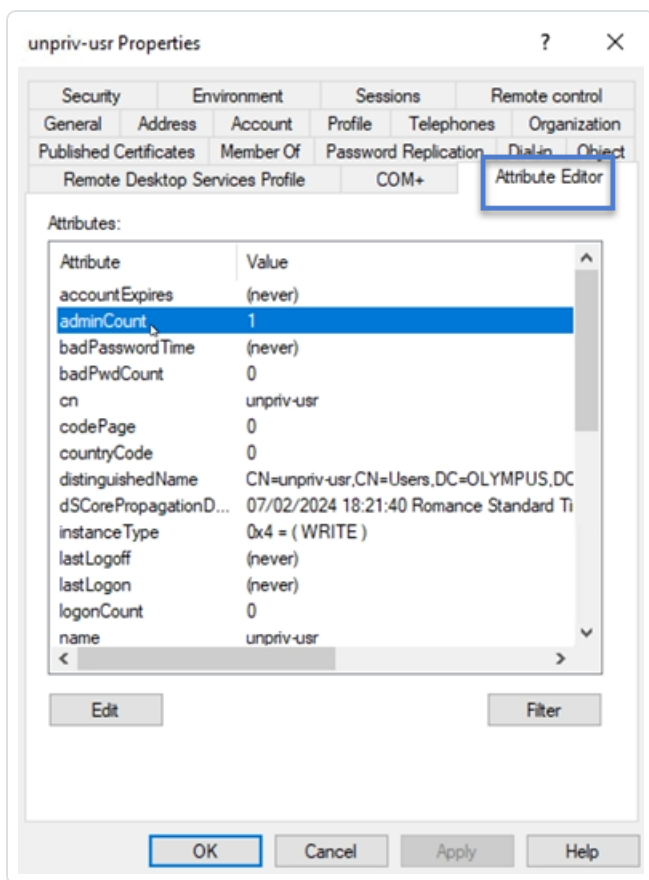 unpriv-usr Properties ? ×
Security Environment Sessions Remote control
General Address Account Profile Telephones Organization
Published Certificates Member Of Password Replication Dial-in Object
Remote Desktop Services Profile COM+ Attribute Editor
Attributes:
Attribute Value
accountExpires (never)
adminCount 1
badPasswordTime (never)
badPwdCount 0
cn unpriv-usr
codePage 0
countryCode 0
distinguishedName CN=unpriv-usr,CN=Users,DC=OLYMPUS,DC
dSCorePropagationD... 07/02/2024 18:21:40 Romance Standard Ti
instanceType 0x4 = ( WRITE )
lastLogoff (never)
lastLogon (never)
logonCount 0
name unpriv-usr
Edit Filter
OK Cancel Apply Help